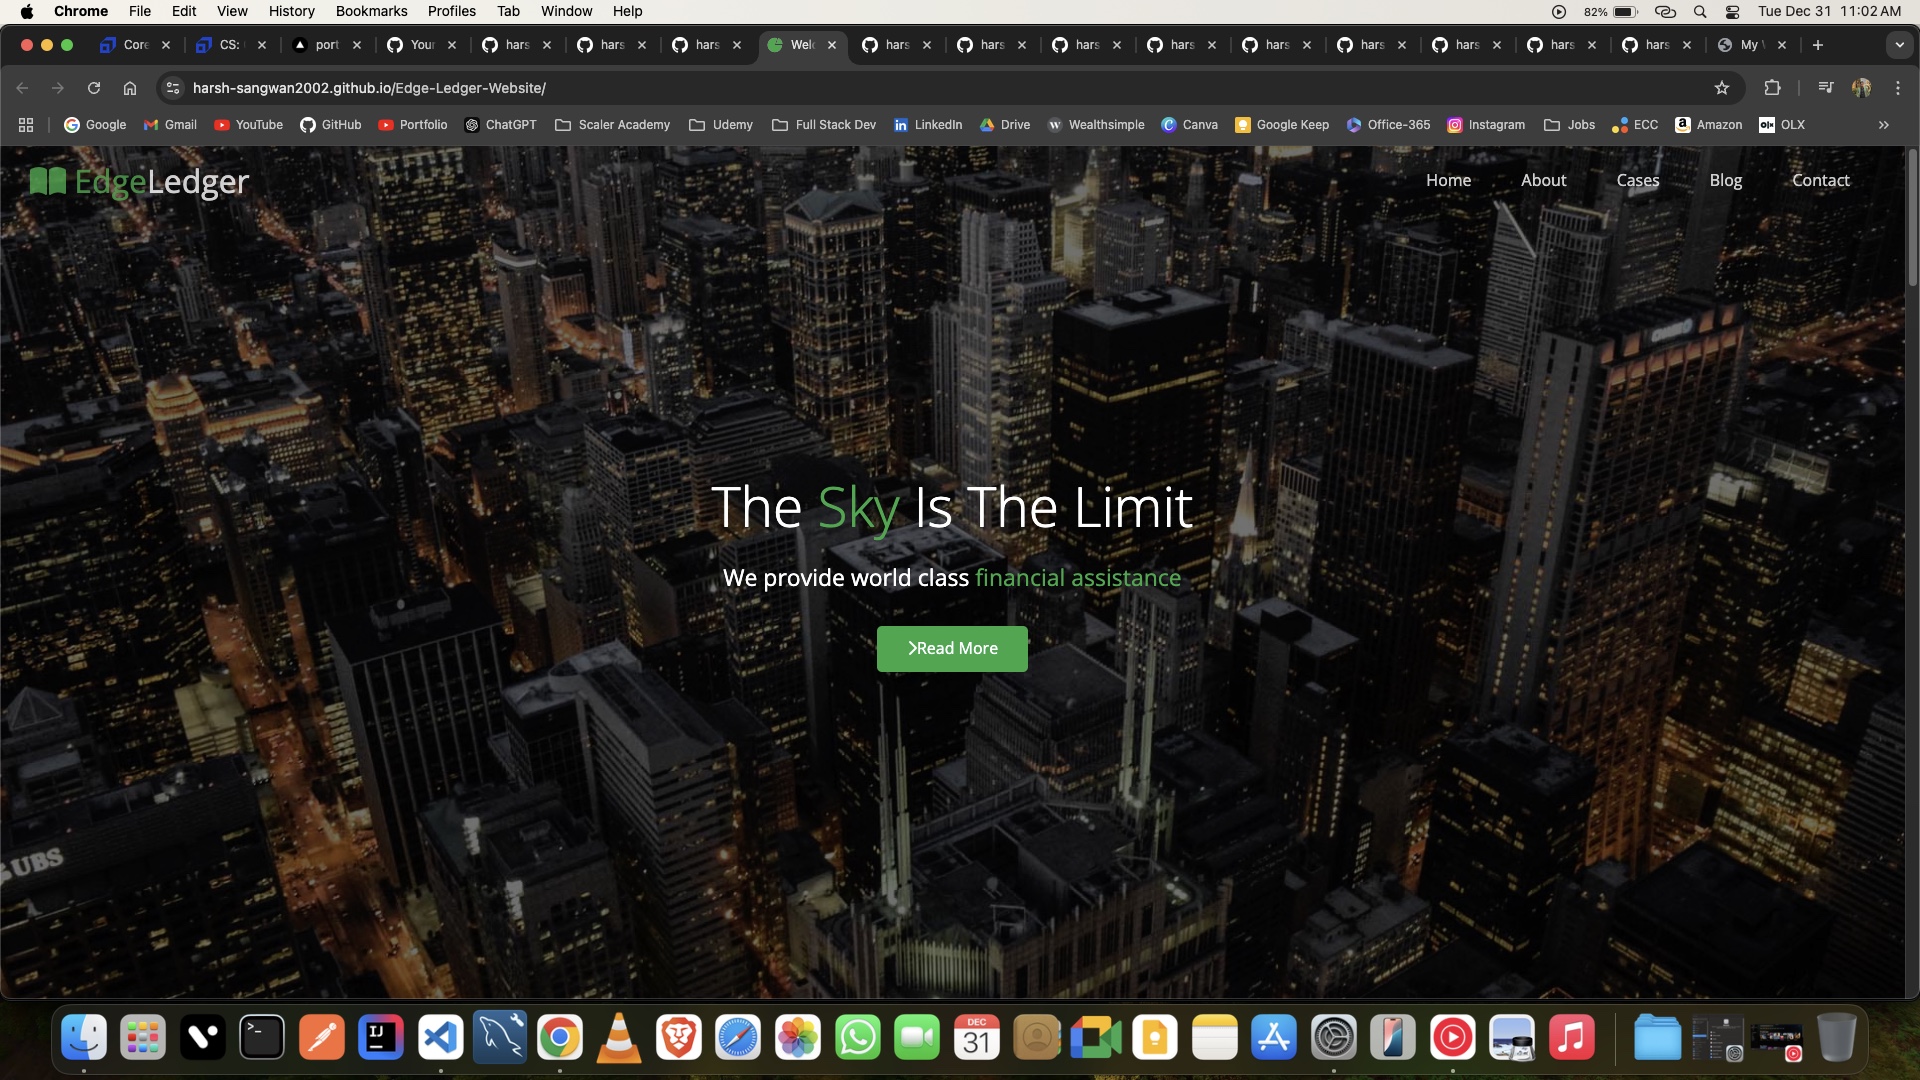 Chrome File Edit View History Bookmarks Profiles Tab Window Help 82% Tue Dec 31 11:02 AM
Core CS: port Your hars hars hars Welc hars hars hars hars hars hars hars hars hars My
harsh-sangwan2002.github.io/Edge-Ledger-Website/
Google Gmail YouTube GitHub Portfolio ChatGPT Scaler Academy Udemy Full Stack Dev LinkedIn Drive Wealthsimple Canva Google Keep Office-365 Instagram Jobs ECC Amazon OLX
EdgeLedger Home About Cases Blog Contact
The Sky Is The Limit
We provide world class financial assistance
Read More
UBS
DEC
31